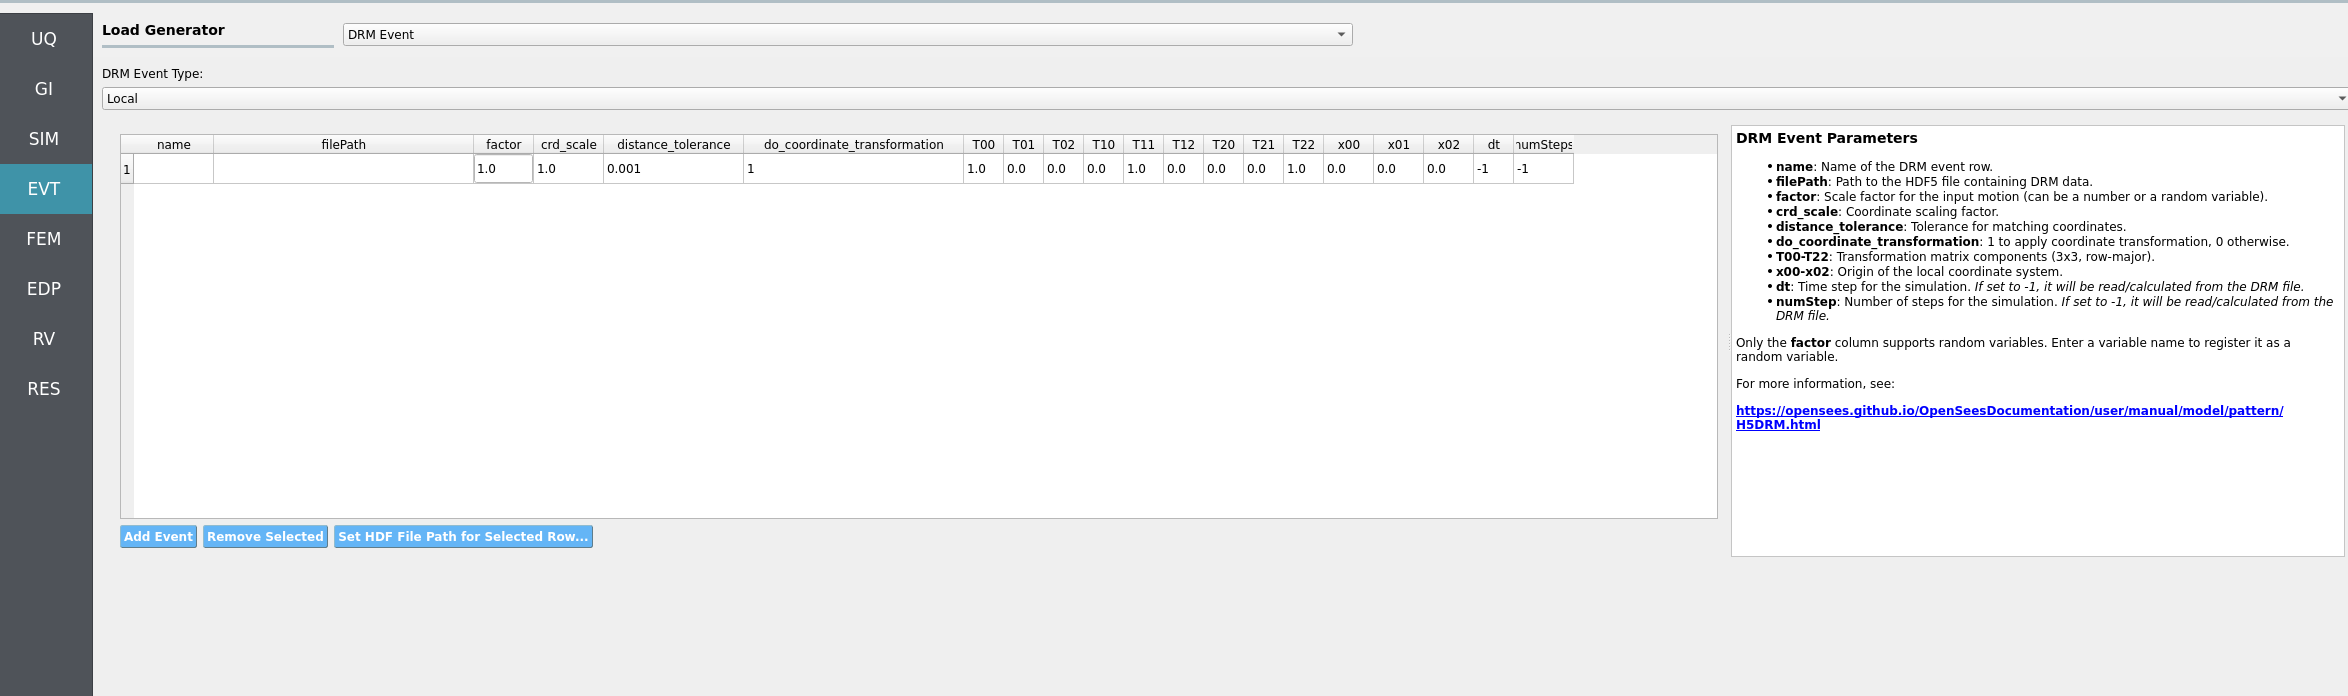 UQ
GI
SIM
EVT
FEM
EDP
RV
RES
Load Generator
DRM Event
DRM Event Type:
Local
name filePath factor crd_scale distance_tolerance do_coordinate_transformation T00 T01 T02 T10 T11 T12 T20 T21 T22 x00 x01 x02 dt numSteps
1 1.0 1.0 0.001 1 1.0 0.0 0.0 0.0 1.0 0.0 0.0 0.0 1.0 0.0 0.0 0.0 -1 -1
Add Event Remove Selected Set HDF File Path for Selected Row...
DRM Event Parameters
• name: Name of the DRM event row.
• filePath: Path to the HDF5 file containing DRM data.
• factor: Scale factor for the input motion (can be a number or a random variable).
• crd_scale: Coordinate scaling factor.
• distance_tolerance: Tolerance for matching coordinates.
• do_coordinate_transformation: 1 to apply coordinate transformation, 0 otherwise.
• T00-T22: Transformation matrix components (3x3, row-major).
• x00-x02: Origin of the local coordinate system.
• dt: Time step for the simulation. If set to -1, it will be read/calculated from the DRM file.
• numStep: Number of steps for the simulation. If set to -1, it will be read/calculated from the
DRM file.
Only the factor column supports random variables. Enter a variable name to register it as a
random variable.
For more information, see:
https://opensees.github.io/OpenSeesDocumentation/user/manual/model/pattern/
H5DRM.html